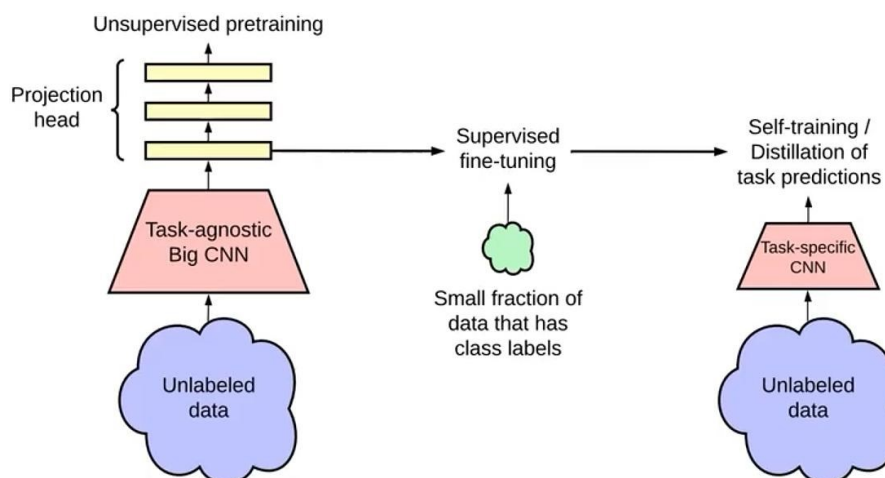 Unsupervised pretraining
Projection
head
Task-agnostic
Big CNN
Unlabeled
data
Supervised
fine-tuning
Small fraction of
data that has
class labels
Self-training /
Distillation of
task predictions
Task-specific
CNN
Unlabeled
data